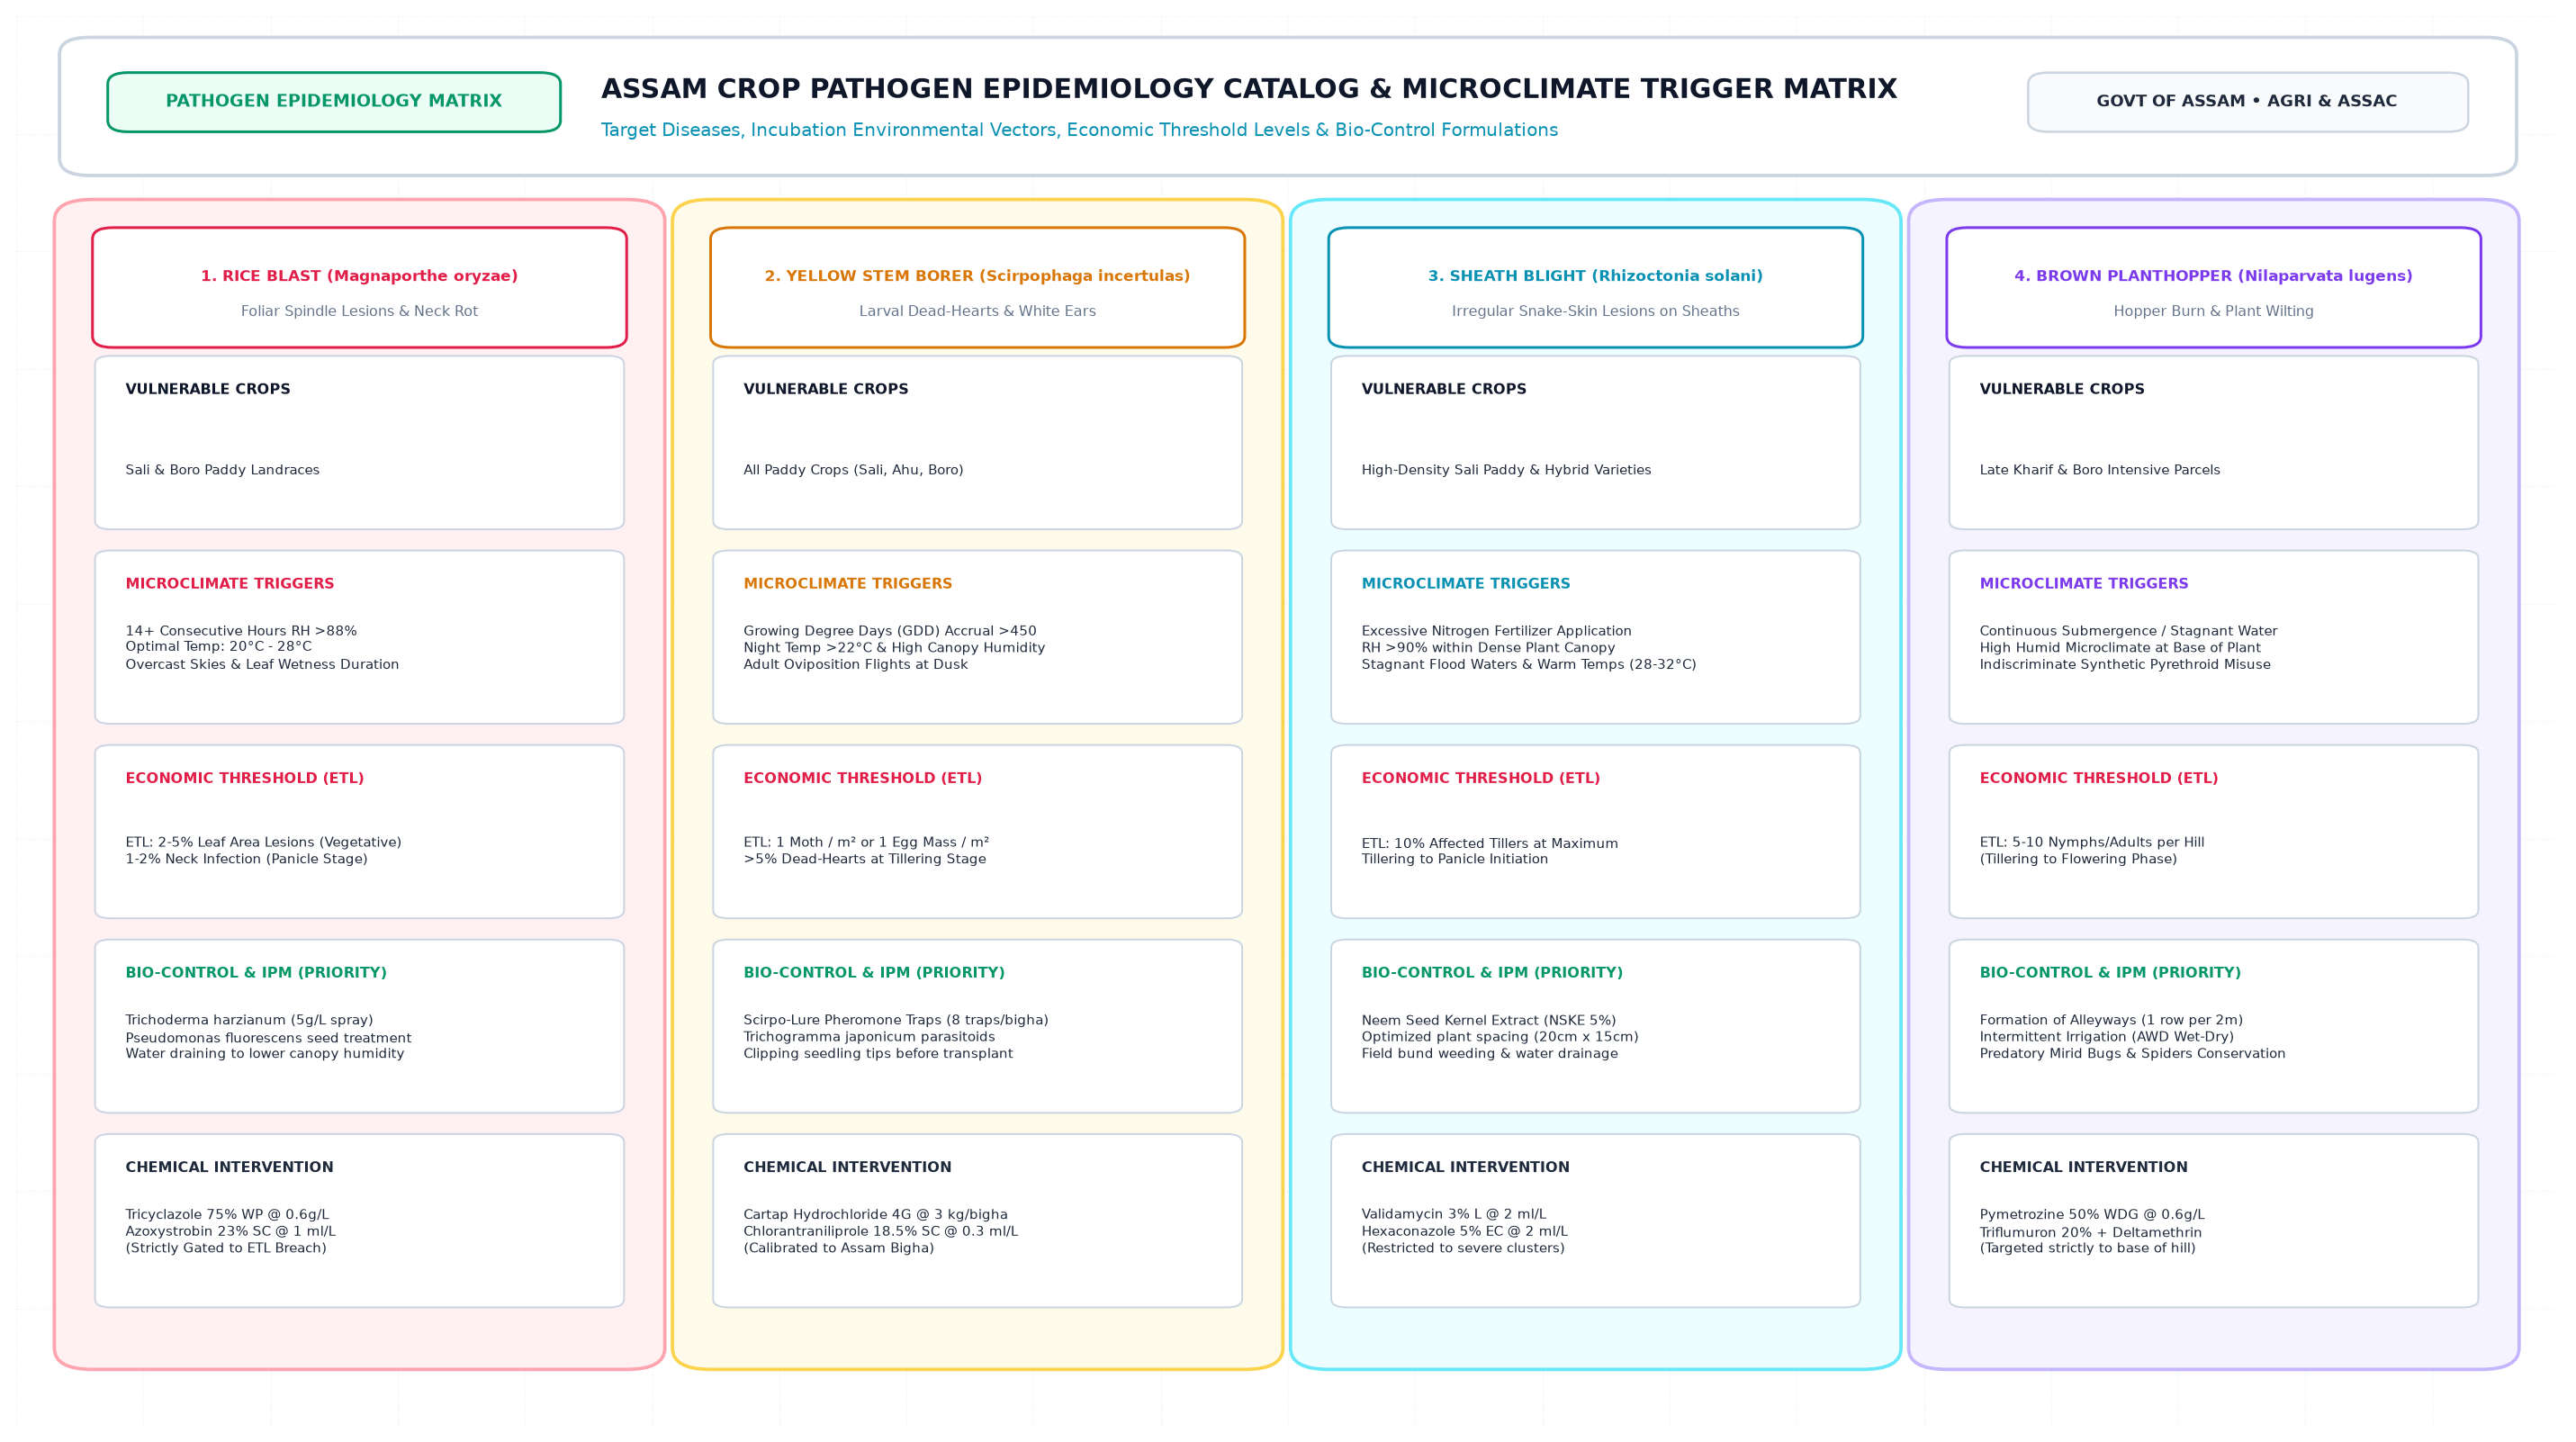 PATHOGEN EPIDEMIOLOGY MATRIX
ASSAM CROP PATHOGEN EPIDEMIOLOGY CATALOG & MICROCLIMATE TRIGGER MATRIX
Target Diseases, Incubation Environmental Vectors, Economic Threshold Levels & Bio-Control Formulations
GOVT OF ASSAM • AGRI & ASSAC
1. RICE BLAST (Magnaporthe oryzae)
Foliar Spindle Lesions & Neck Rot
VULNERABLE CROPS
Sali & Boro Paddy Landraces
MICROCLIMATE TRIGGERS
14+ Consecutive Hours RH >88%
Optimal Temp: 20°C - 28°C
Overcast Skies & Leaf Wetness Duration
ECONOMIC THRESHOLD (ETL)
ETL: 2-5% Leaf Area Lesions (Vegetative)
1-2% Neck Infection (Panicle Stage)
BIO-CONTROL & IPM (PRIORITY)
Trichoderma harzianum (5g/L spray)
Pseudomonas fluorescens seed treatment
Water draining to lower canopy humidity
CHEMICAL INTERVENTION
Tricyclazole 75% WP @ 0.6g/L
Azoxystrobin 23% SC @ 1 ml/L
(Strictly Gated to ETL Breach)
2. YELLOW STEM BORER (Scirpophaga incertulas)
Larval Dead-Hearts & White Ears
VULNERABLE CROPS
All Paddy Crops (Sali, Ahu, Boro)
MICROCLIMATE TRIGGERS
Growing Degree Days (GDD) Accrual >450
Night Temp >22°C & High Canopy Humidity
Adult Oviposition Flights at Dusk
ECONOMIC THRESHOLD (ETL)
ETL: 1 Moth / m² or 1 Egg Mass / m²
>5% Dead-Hearts at Tillering Stage
BIO-CONTROL & IPM (PRIORITY)
Scirpo-Lure Pheromone Traps (8 traps/bigha)
Trichogramma japonicum parasitoids
Clipping seedling tips before transplant
CHEMICAL INTERVENTION
Cartap Hydrochloride 4G @ 3 kg/bigha
Chlorantraniliprole 18.5% SC @ 0.3 ml/L
(Calibrated to Assam Bigha)
3. SHEATH BLIGHT (Rhizoctonia solani)
Irregular Snake-Skin Lesions on Sheaths
VULNERABLE CROPS
High-Density Sali Paddy & Hybrid Varieties
MICROCLIMATE TRIGGERS
Excessive Nitrogen Fertilizer Application
RH >90% within Dense Plant Canopy
Stagnant Flood Waters & Warm Temps (28-32°C)
ECONOMIC THRESHOLD (ETL)
ETL: 10% Affected Tillers at Maximum
Tillering to Panicle Initiation
BIO-CONTROL & IPM (PRIORITY)
Neem Seed Kernel Extract (NSKE 5%)
Optimized plant spacing (20cm x 15cm)
Field bund weeding & water drainage
CHEMICAL INTERVENTION
Validamycin 3% L @ 2 ml/L
Hexaconazole 5% EC @ 2 ml/L
(Restricted to severe clusters)
4. BROWN PLANTHOPPER (Nilaparvata lugens)
Hopper Burn & Plant Wilting
VULNERABLE CROPS
Late Kharif & Boro Intensive Parcels
MICROCLIMATE TRIGGERS
Continuous Submergence / Stagnant Water
High Humid Microclimate at Base of Plant
Indiscriminate Synthetic Pyrethroid Misuse
ECONOMIC THRESHOLD (ETL)
ETL: 5-10 Nymphs/Adults per Hill
(Tillering to Flowering Phase)
BIO-CONTROL & IPM (PRIORITY)
Formation of Alleyways (1 row per 2m)
Intermittent Irrigation (AWD Wet-Dry)
Predatory Mirid Bugs & Spiders Conservation
CHEMICAL INTERVENTION
Pymetrozine 50% WDG @ 0.6g/L
Triflumuron 20% + Deltamethrin
(Targeted strictly to base of hill)